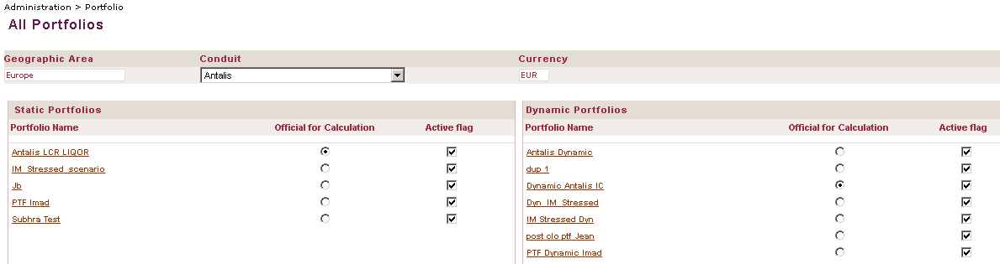 Administration > Portfolio
All Portfolios
Geographic Area Conduit Currency
Europe Antalis EUR
Static Portfolios
Portfolio Name Official for Calculation Active flag
Antalis LCR LIQOR
IM_Stressed_scenario
Jb
PTF Imad
Subhra Test
Dynamic Portfolios
Portfolio Name Official for Calculation Active flag
Antalis Dynamic
dup 1
Dynamic Antalis IC
Dyn_IM_Stressed
IM Stressed Dyn
post clo ptf Jean
PTF Dynamic Imad